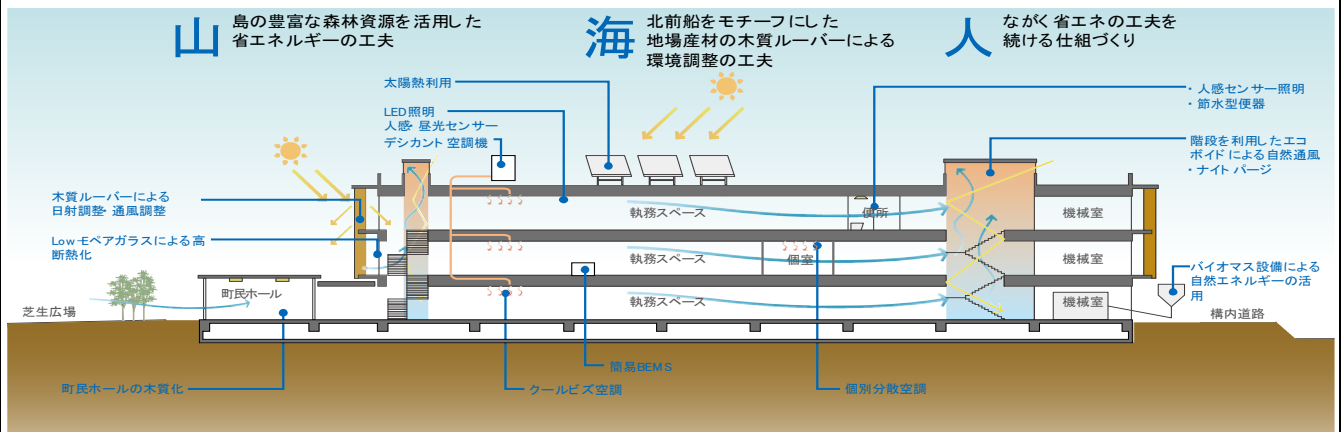 山
島の豊富な森林資源を活用した
省エネルギーの工夫
海
北前船をモチーフにした
地場産材の木質ルーバーによる
環境調整の工夫
人
ながく省エネの工夫を
続ける仕組づくり
太陽熱利用
LED照明
人感・昼光センサー
デシカント空調機
・人感センサー照明
・節水型便器
階段を利用したエコ
ボイドによる自然通風
・ナイトパージ
木質ルーバーによる
日射調整・通風調整
Low-Eペアガラスによる高
断熱化
執務スペース
便所
機械室
執務スペース
個室
機械室
町民ホール
執務スペース
機械室
バイオマス設備による
自然エネルギーの活
用
芝生広場
構内道路
町民ホールの木質化
クールビズ空調
簡易BEMS
個別分散空調